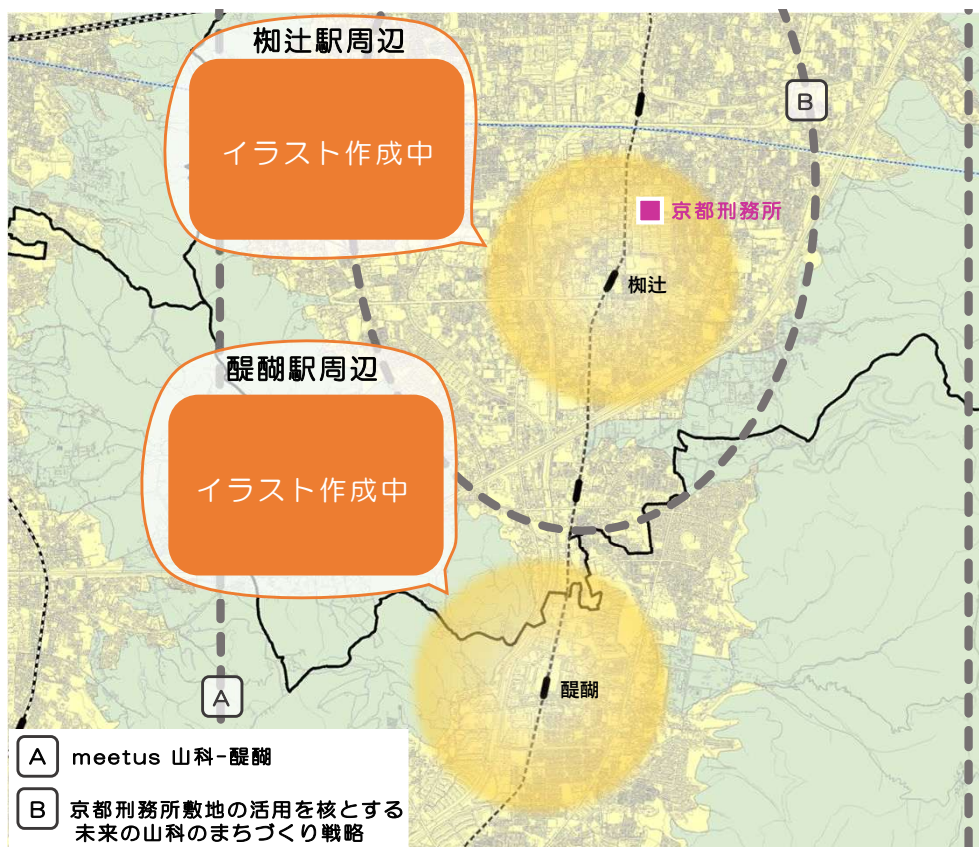 椥辻駅周辺
イラスト作成中
B
京都刑務所
椥辻
醍醐駅周辺
イラスト作成中
A
醍醐
A meetus 山科-醍醐
B 京都刑務所敷地の活用を核とする
未来の山科のまちづくり戦略